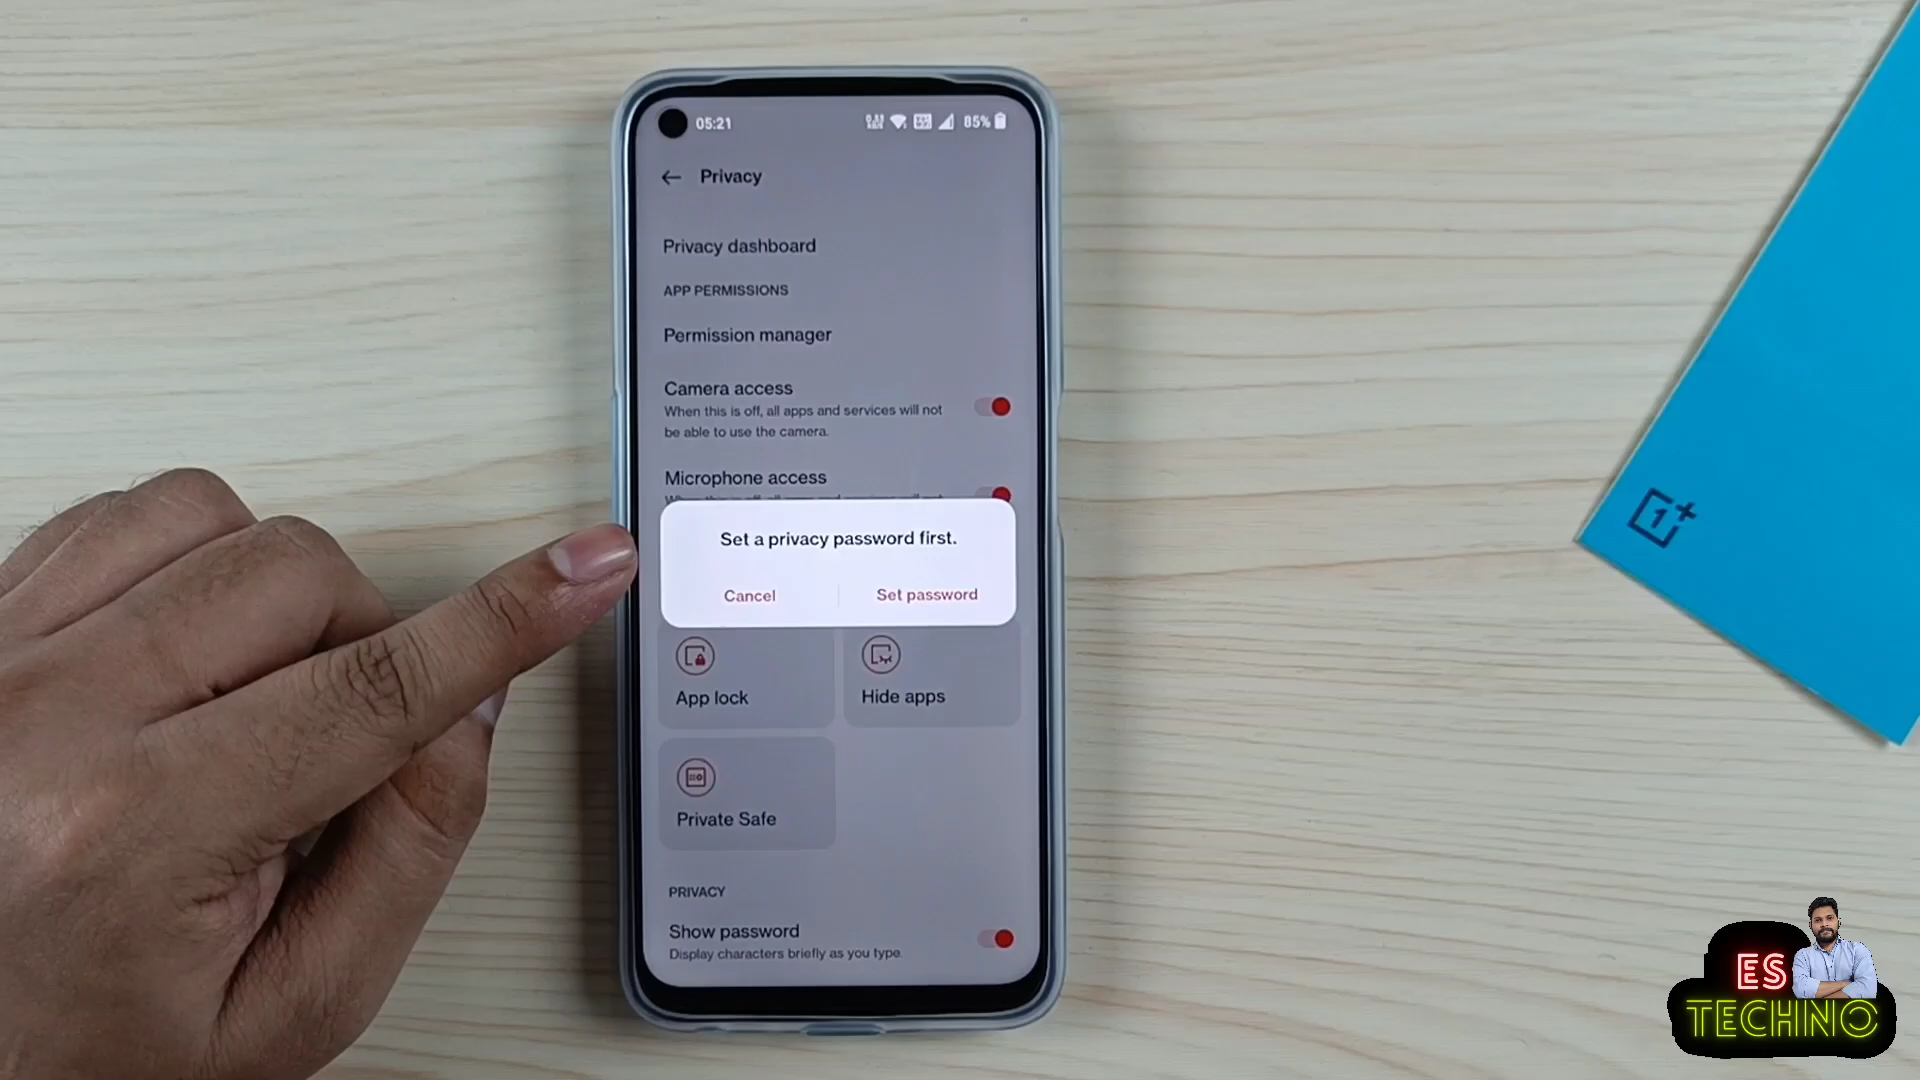 05:21
85%
Privacy
Privacy dashboard
APP PERMISSIONS
Permission manager
Camera access
When this is off, all apps and services will not
be able to use the camera.
Microphone access
Set a privacy password first.
Cancel
Set password
App lock
Hide apps
Private Safe
PRIVACY
Show password
Display characters briefly as you type.
1+
ES
TECHNO